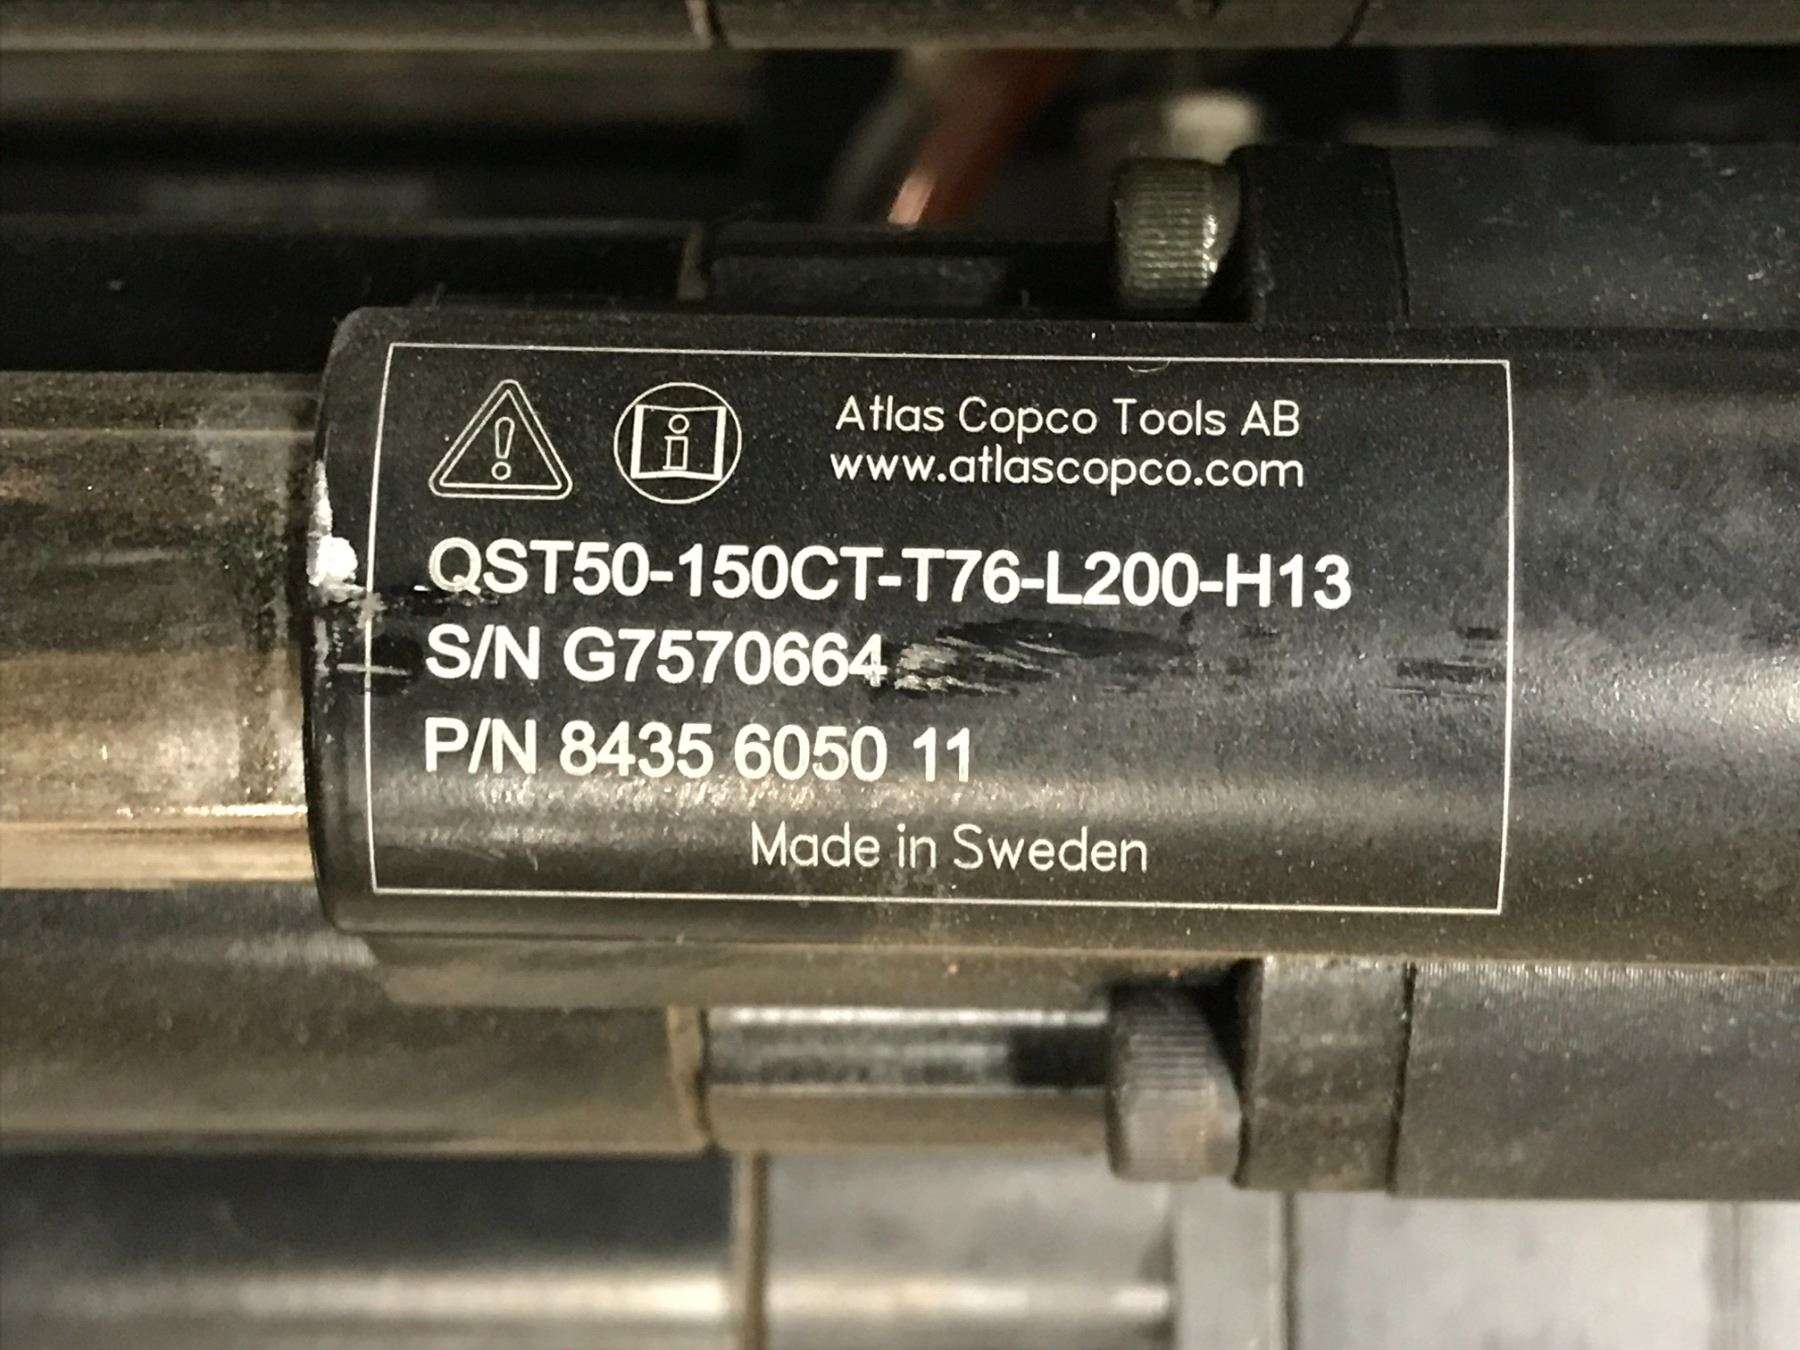 Atlas Copco Tools AB
www.atlascopco.com
QST50-150CT-T76-L200-H13
S/N G7570664
P/N 8435 6050 11
Made in Sweden